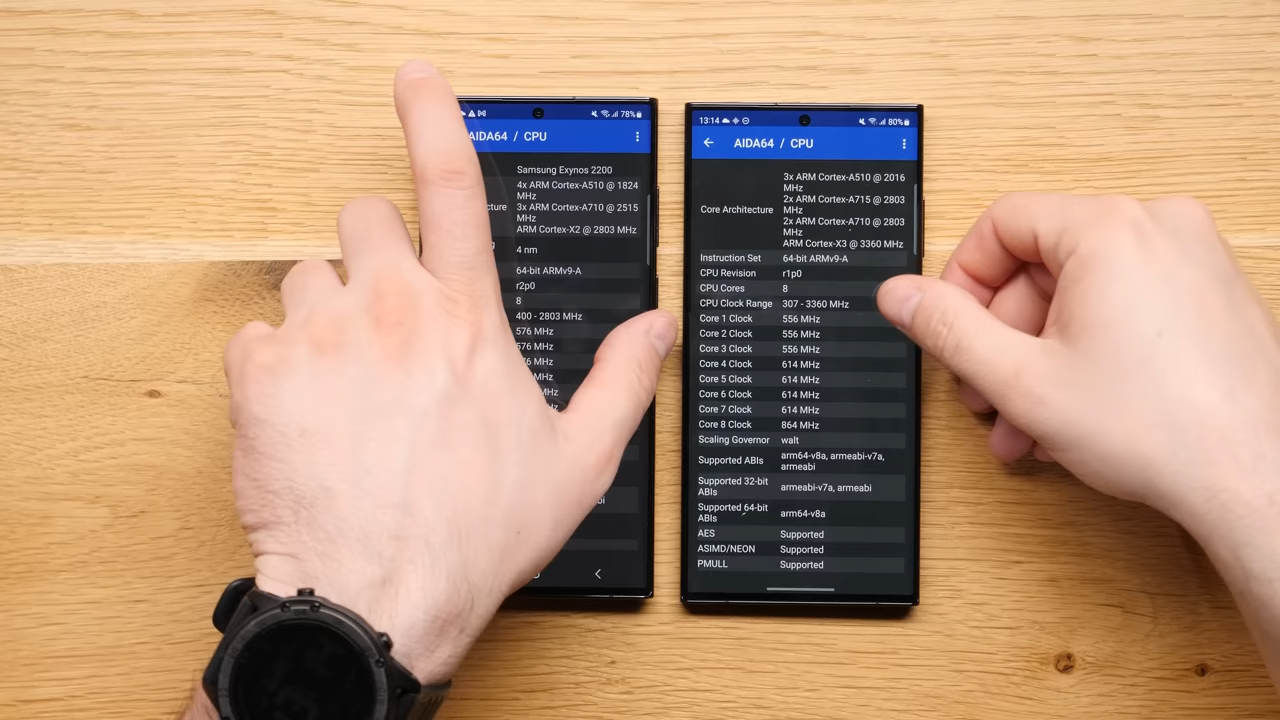 78%
AIDA64 / CPU
Samsung Exynos 2200
4x ARM Cortex-A510 @ 1824
MHz
3x ARM Cortex-A710 @ 2515
MHz
ARM Cortex-X2 @ 2803 MHz
4 nm
64-bit ARMv9-A
r2p0
8
400 - 2803 MHz
576 MHz
576 MHz
MHz
MHz
13:14
80%
AIDA64 / CPU
Core Architecture
3x ARM Cortex-A510 @ 2016
MHz
2x ARM Cortex-A715 @ 2803
MHz
2x ARM Cortex-A710 @ 2803
MHz
ARM Cortex-X3 @ 3360 MHz
Instruction Set 64-bit ARMv9-A
CPU Revision r1p0
CPU Cores 8
CPU Clock Range 307 - 3360 MHz
Core 1 Clock 556 MHz
Core 2 Clock 556 MHz
Core 3 Clock 556 MHz
Core 4 Clock 614 MHz
Core 5 Clock 614 MHz
Core 6 Clock 614 MHz
Core 7 Clock 614 MHz
Core 8 Clock 864 MHz
Scaling Governor walt
Supported ABIs arm64-v8a, armeabi-v7a,
armeabi
Supported 32-bit
ABIs armeabi-v7a, armeabi
Supported 64-bit
ABIs arm64-v8a
AES Supported
ASIMD/NEON Supported
PMULL Supported